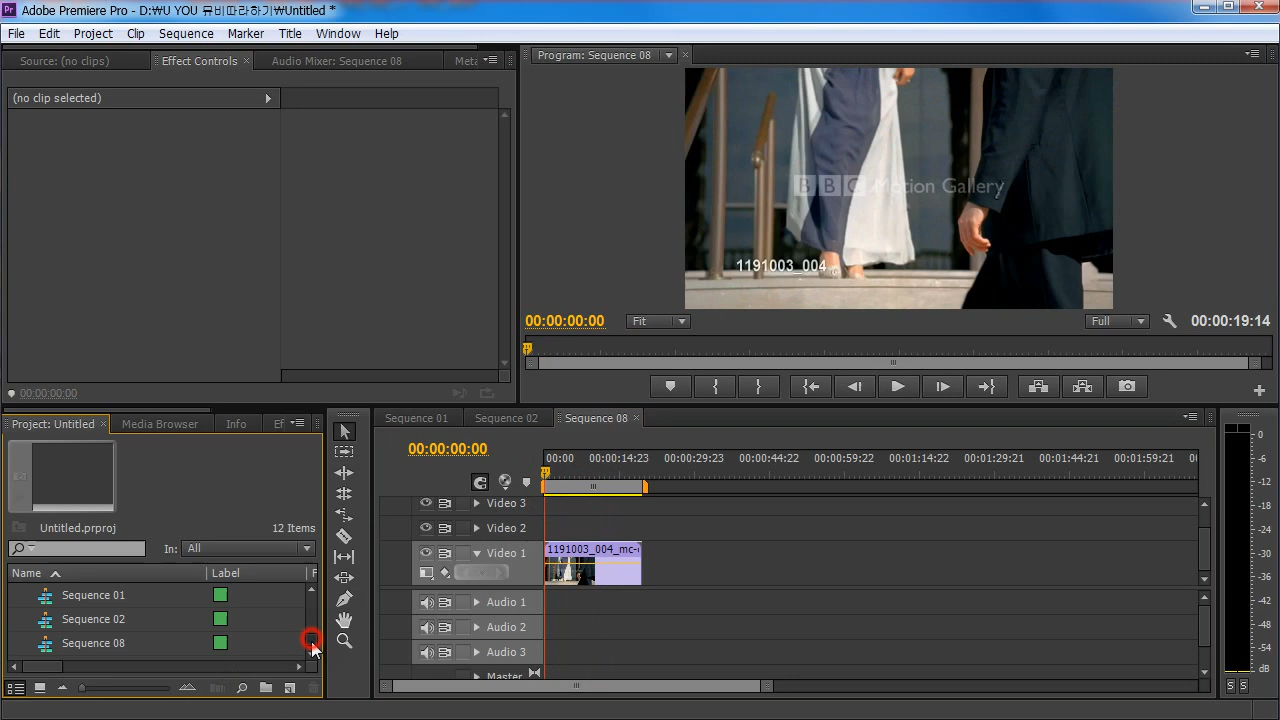 Adobe Premiere Pro - D:₩U YOU 뮤비따라하기₩Untitled *
File Edit Project Clip Sequence Marker Title Window Help
Source: (no clips) Effect Controls Audio Mixer: Sequence 08 Meta
Program: Sequence 08
(no clip selected)
BBC Motion Gallery
1191003_004
00:00:00:00 Fit Full 00:00:19:14
00:00:00:00
Project: Untitled Media Browser Info Ef
Sequence 01 Sequence 02 Sequence 08
00:00:00:00
00:00 00:00:14:23 00:00:29:23 00:00:44:22 00:00:59:22 00:01:14:22 00:01:29:21 00:01:44:21 00:01:59:21
Untitled.prproj 12 Items
In: All
Name Label F
Sequence 01
Sequence 02
Sequence 08
Video 3
Video 2
Video 1
1191003_004_mc-
Audio 1
Audio 2
Audio 3
Master
0
-6
-12
-18
-24
-30
-36
-42
-48
-54
dB
S S